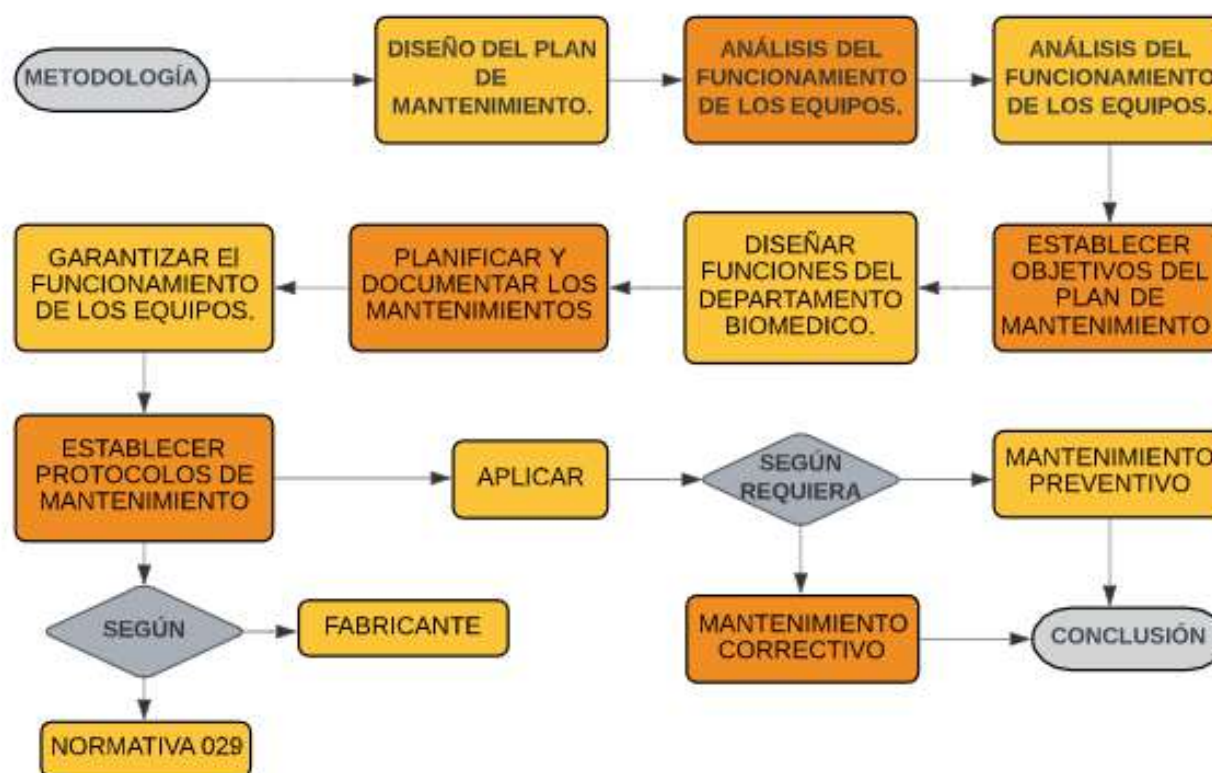 METODOLOGÍA
DISEÑO DEL PLAN
DE
MANTENIMIENTO.
ANÁLISIS DEL
FUNCIONAMIENTO
DE LOS EQUIPOS.
ANÁLISIS DEL
FUNCIONAMIENTO
DE LOS EQUIPOS.
GARANTIZAR El
FUNCIONAMIENTO
DE LOS EQUIPOS.
PLANIFICAR Y
DOCUMENTAR LOS
MANTENIMIENTOS
DISEÑAR
FUNCIONES DEL
DEPARTAMENTO
BIOMEDICO.
ESTABLECER
OBJETIVOS DEL
PLAN DE
MANTENIMIENTO
ESTABLECER
PROTOCOLOS DE
MANTENIMIENTO
APLICAR
SEGÚN
REQUIERA
MANTENIMIENTO
PREVENTIVO
SEGÚN
FABRICANTE
MANTENIMIENTO
CORRECTIVO
CONCLUSIÓN
NORMATIVA 029